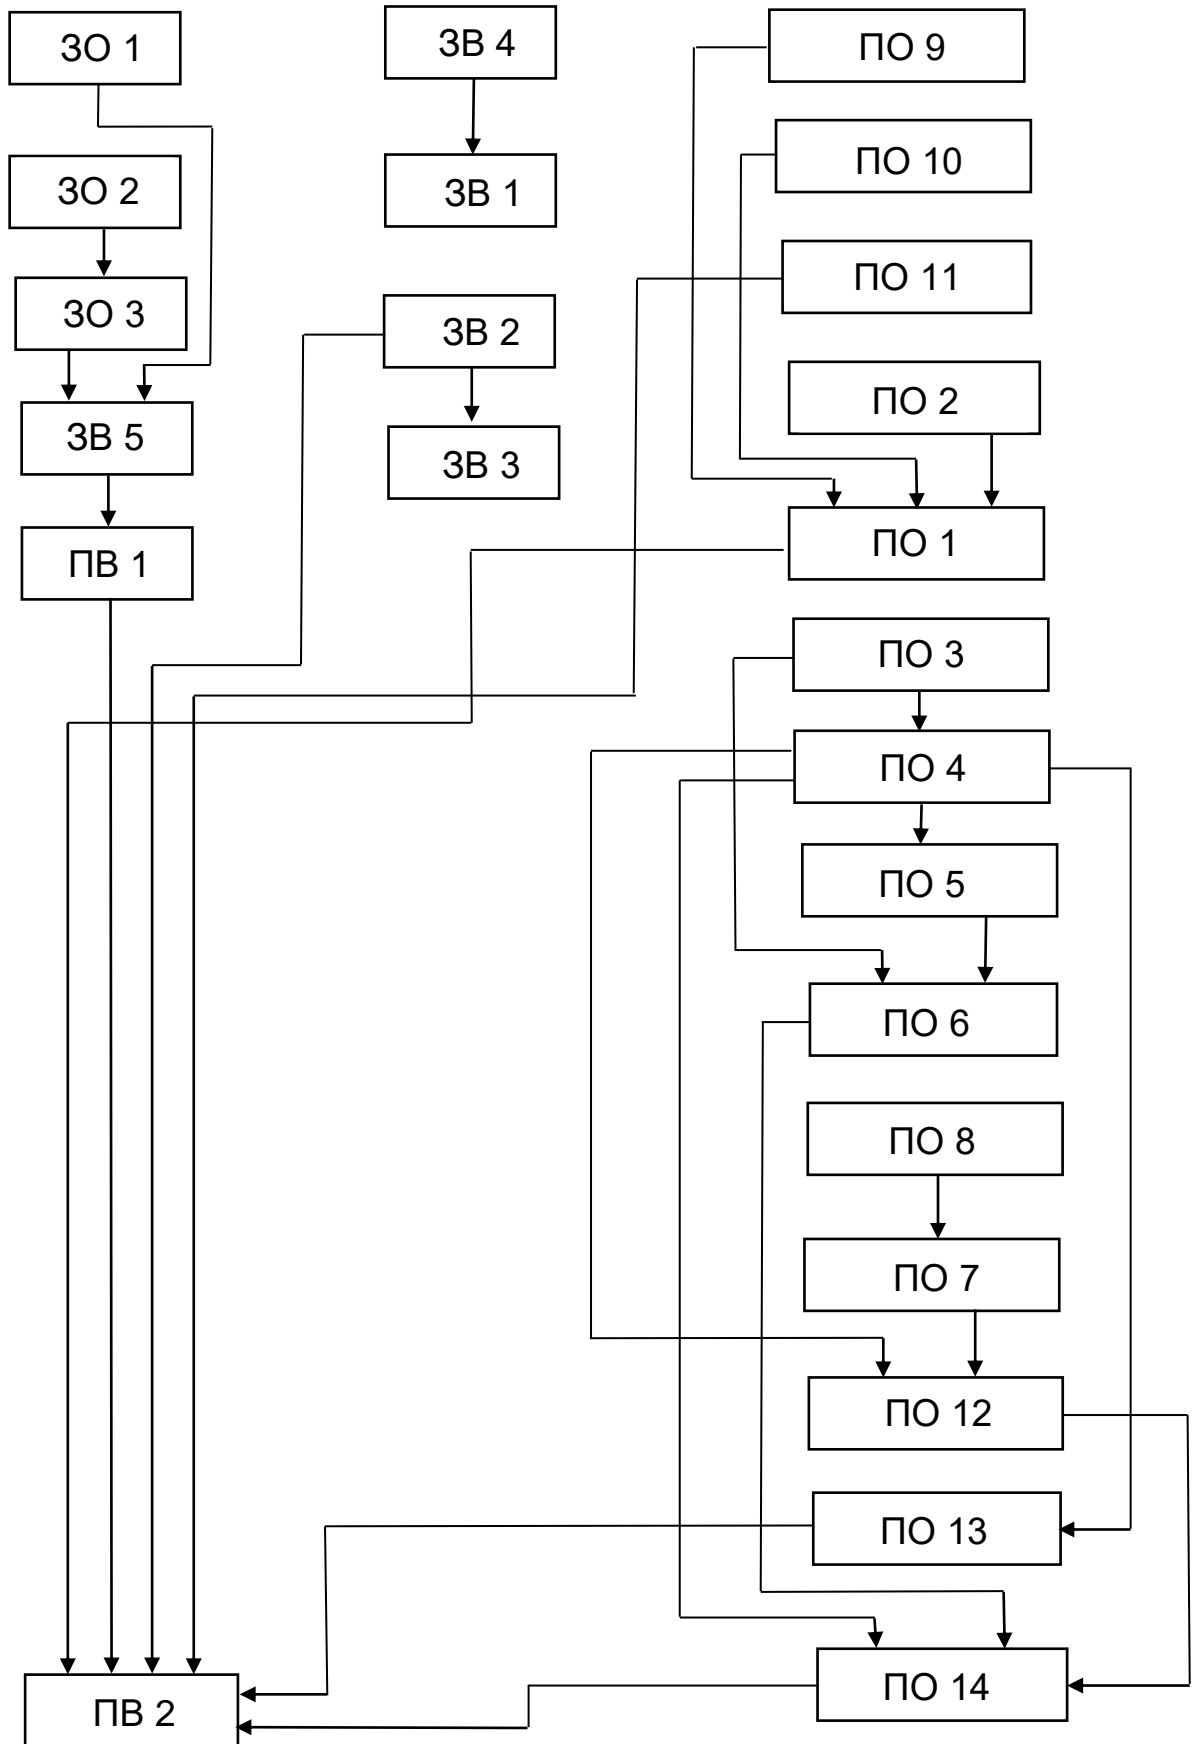 ЗО 1
ЗО 2
ЗО 3
ЗВ 5
ПВ 1
ЗВ 4
ЗВ 1
ЗВ 2
ЗВ 3
ПО 9
ПО 10
ПО 11
ПО 2
ПО 1
ПО 3
ПО 4
ПО 5
ПО 6
ПО 8
ПО 7
ПО 12
ПО 13
ПО 14
ПВ 2